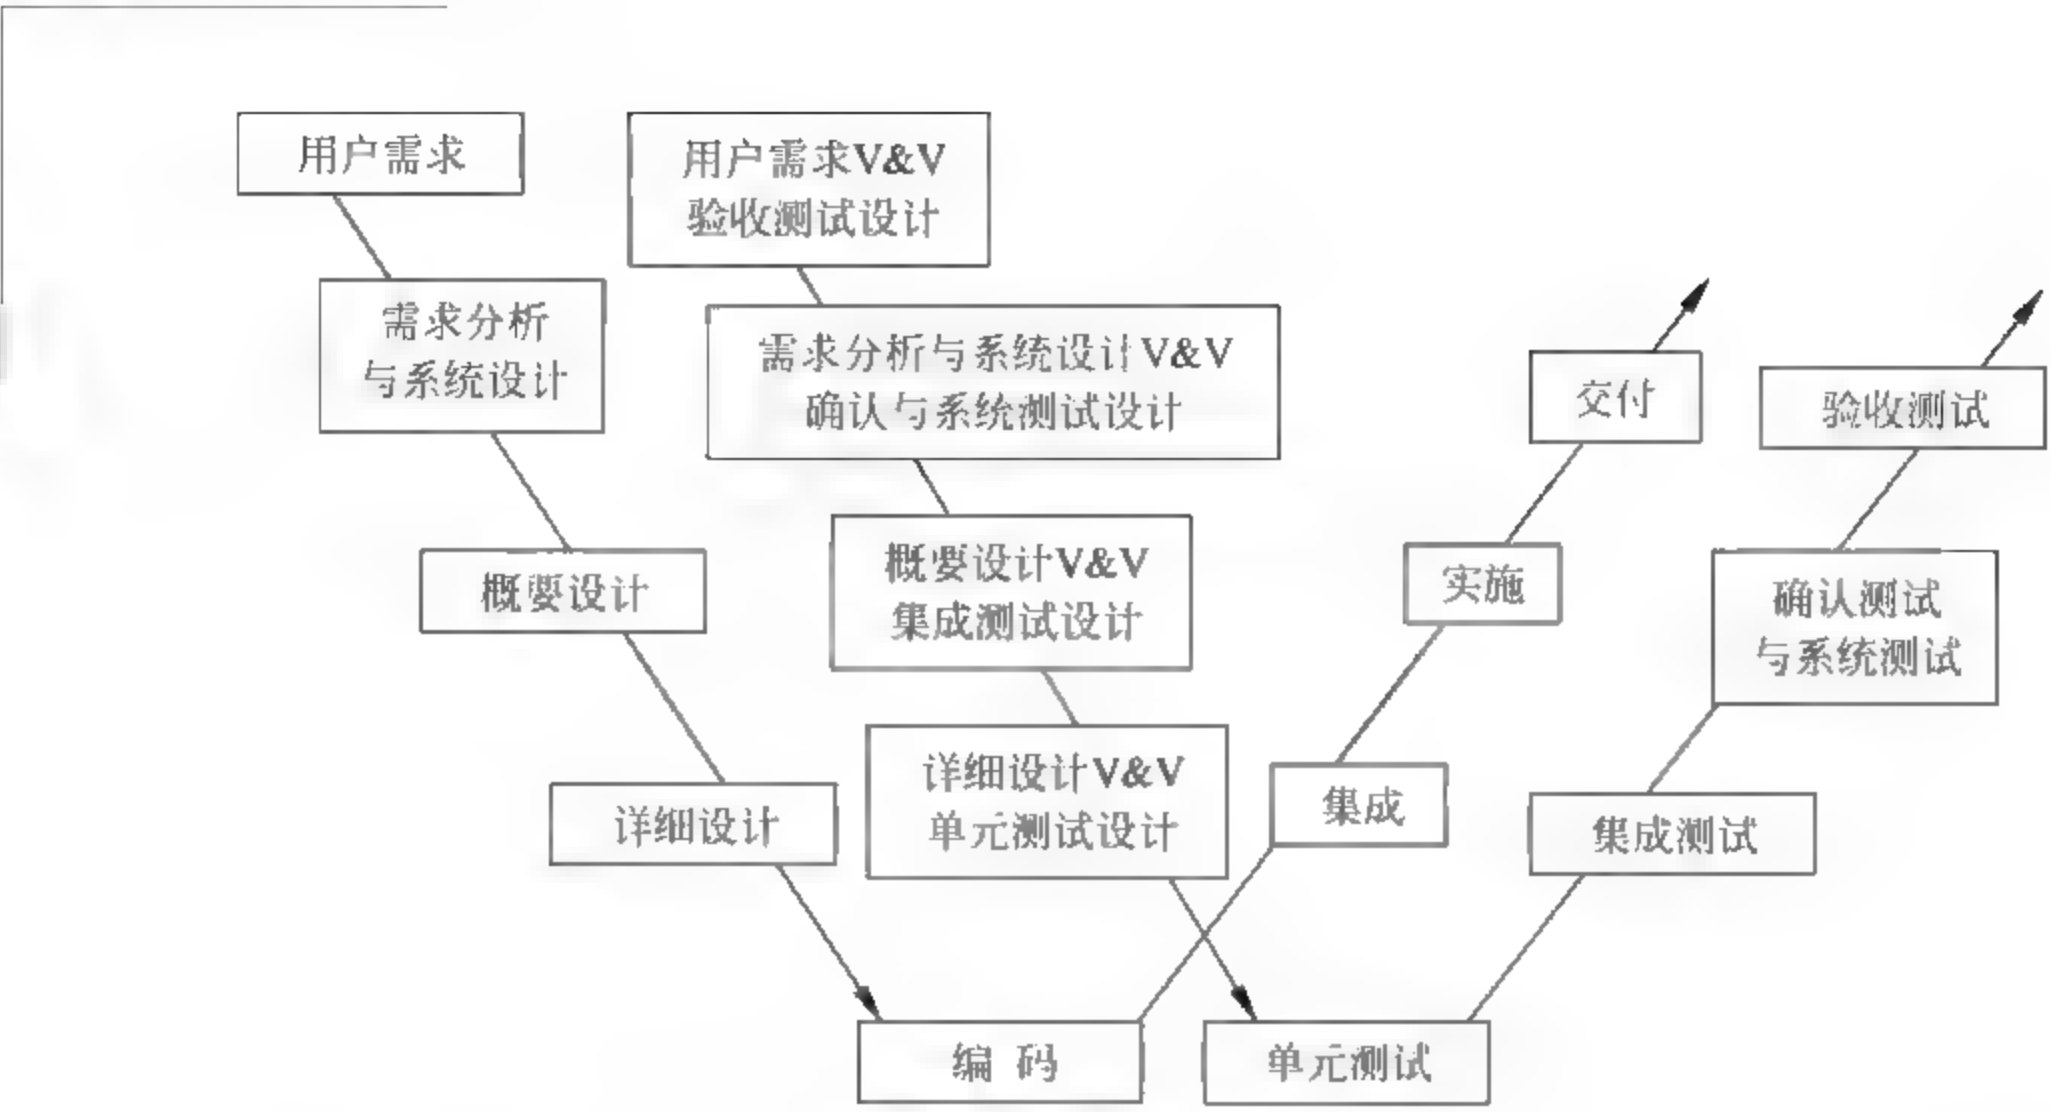 用户需求
用户需求V&V
验收测试设计
需求分析
与系统设计
需求分析与系统设计V&V
确认与系统测试设计
交付
验收测试
概要设计
概要设计V&V
集成测试设计
实施
确认测试
与系统测试
详细设计
详细设计V&V
单元测试设计
集成
集成测试
编 码
单元测试